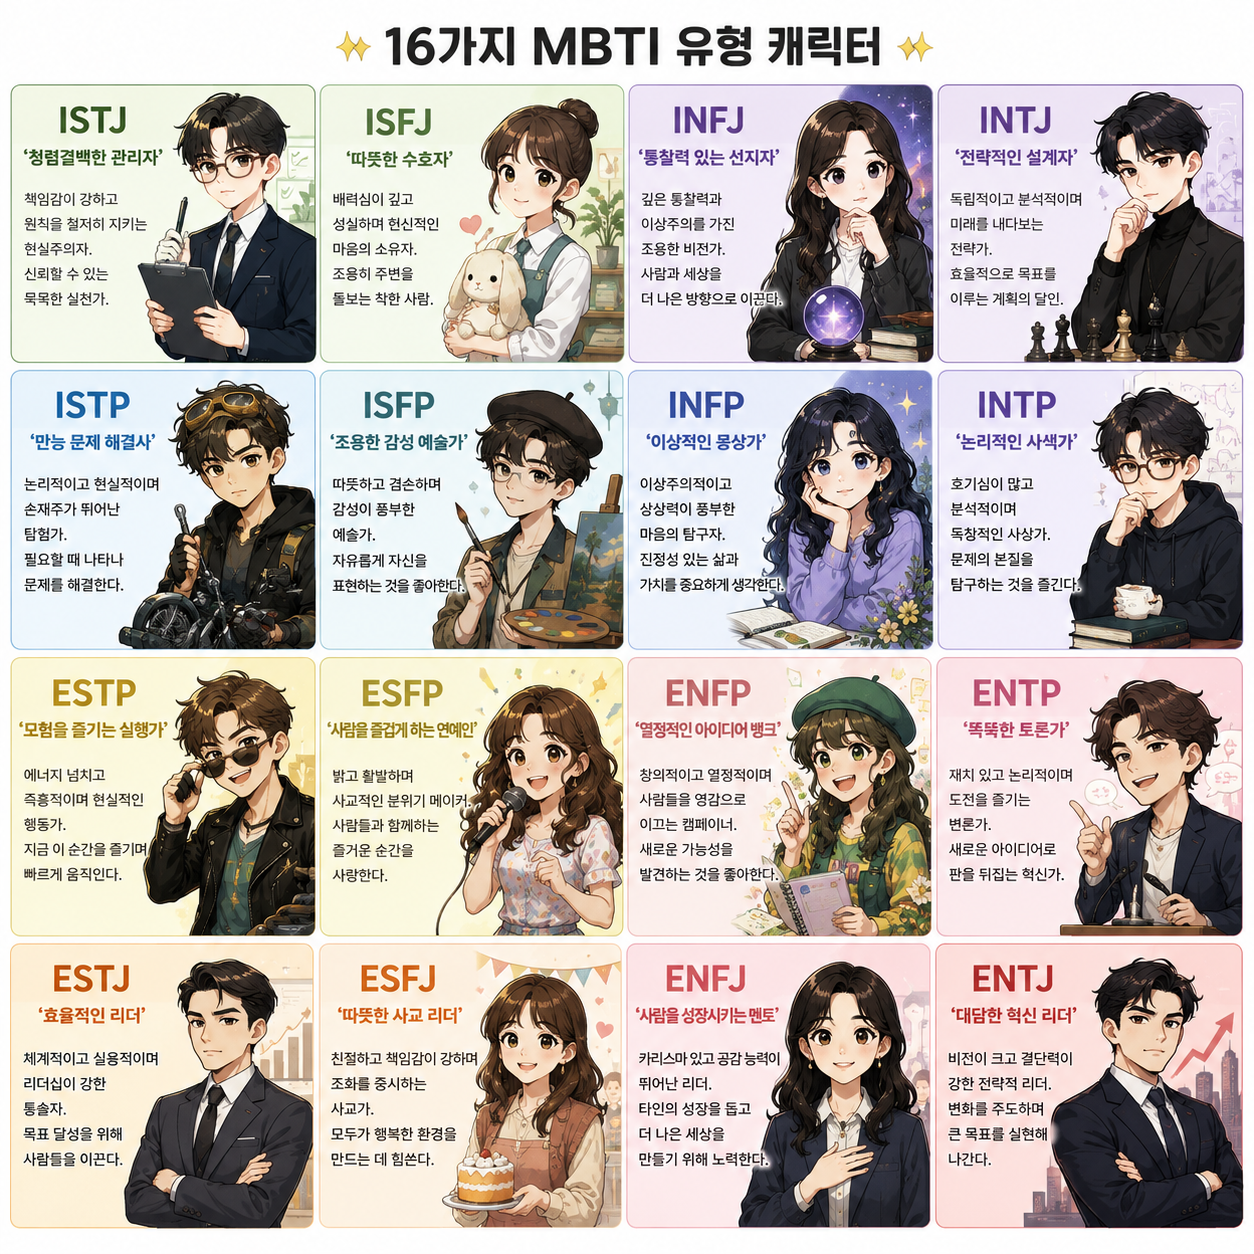 16가지 MBTI 유형 캐릭터
ISTJ
‘청렴결백한 관리자’
책임감이 강하고
원칙을 철저히 지키는
현실주의자.
신뢰할 수 있는
묵묵한 실천가.
ISFJ
‘따뜻한 수호자’
배려심이 깊고
성실하며 헌신적인
마음의 소유자.
조용히 주변을
돌보는 착한 사람.
INFJ
‘통찰력 있는 선지자’
깊은 통찰력과
이상주의를 가진
조용한 비전가.
사람과 세상을
더 나은 방향으로 이끈다.
INTJ
‘전략적인 설계자’
독립적이고 분석적이며
미래를 내다보는
전략가.
효율적으로 목표를
이루는 계획의 달인.
ISTP
‘만능 문제 해결사’
논리적이고 현실적이며
손재주가 뛰어난
탐험가.
필요할 때 나타나
문제를 해결한다.
ISFP
‘조용한 감성 예술가’
따뜻하고 겸손하며
감성이 풍부한
예술가.
자유롭게 자신을
표현하는 것을 좋아한다.
INFP
‘이상적인 몽상가’
이상주의적이고
상상력이 풍부한
마음의 탐구자.
진정성 있는 삶과
가치를 중요하게 생각한다.
INTP
‘논리적인 사색가’
호기심이 많고
분석적이며
독창적인 사상가.
문제의 본질을
탐구하는 것을 즐긴다.
ESTP
‘모험을 즐기는 실행가’
에너지 넘치고
즉흥적이며 현실적인
행동가.
지금 이 순간을 즐기며
빠르게 움직인다.
ESFP
‘사람을 즐겁게 하는 연예인’
밝고 활발하며
사교적인 분위기 메이커.
사람들과 함께하는
즐거운 순간을
사랑한다.
ENFP
‘열정적인 아이디어 뱅크’
창의적이고 열정적이며
사람들을 영감으로
이끄는 캠페이너.
새로운 가능성을
발견하는 것을 좋아한다.
ENTP
‘똑똑한 토론가’
재치 있고 논리적이며
도전을 즐기는
변론가.
새로운 아이디어로
판을 뒤집는 혁신가.
ESTJ
‘효율적인 리더’
체계적이고 실용적이며
리더십이 강한
통솔자.
목표 달성을 위해
사람들을 이끈다.
ESFJ
‘따뜻한 사교 리더’
친절하고 책임감이 강하며
조화를 중시하는
사교가.
모두가 행복한 환경을
만드는 데 힘쓴다.
ENFJ
‘사람을 성장시키는 멘토’
카리스마 있고 공감 능력이
뛰어난 리더.
타인의 성장을 돕고
더 나은 세상을
만들기 위해 노력한다.
ENTJ
‘대담한 혁신 리더’
비전이 크고 결단력이
강한 전략적 리더.
변화를 주도하며
큰 목표를 실현해
나간다.